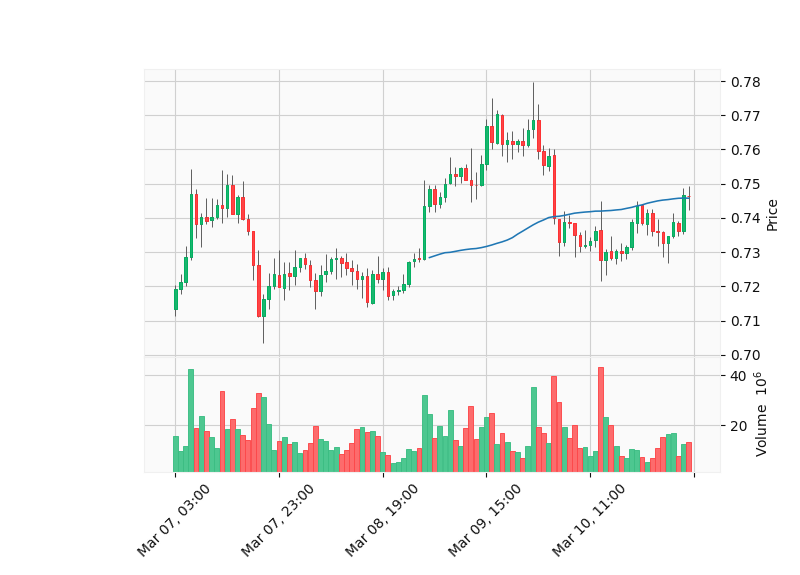 0.78
0.77
0.76
0.75
0.74
0.73
0.72
0.71
0.70
Price
40
20
Volume 10⁶
Mar 07, 03:00
Mar 07, 23:00
Mar 08, 19:00
Mar 09, 15:00
Mar 10, 11:00